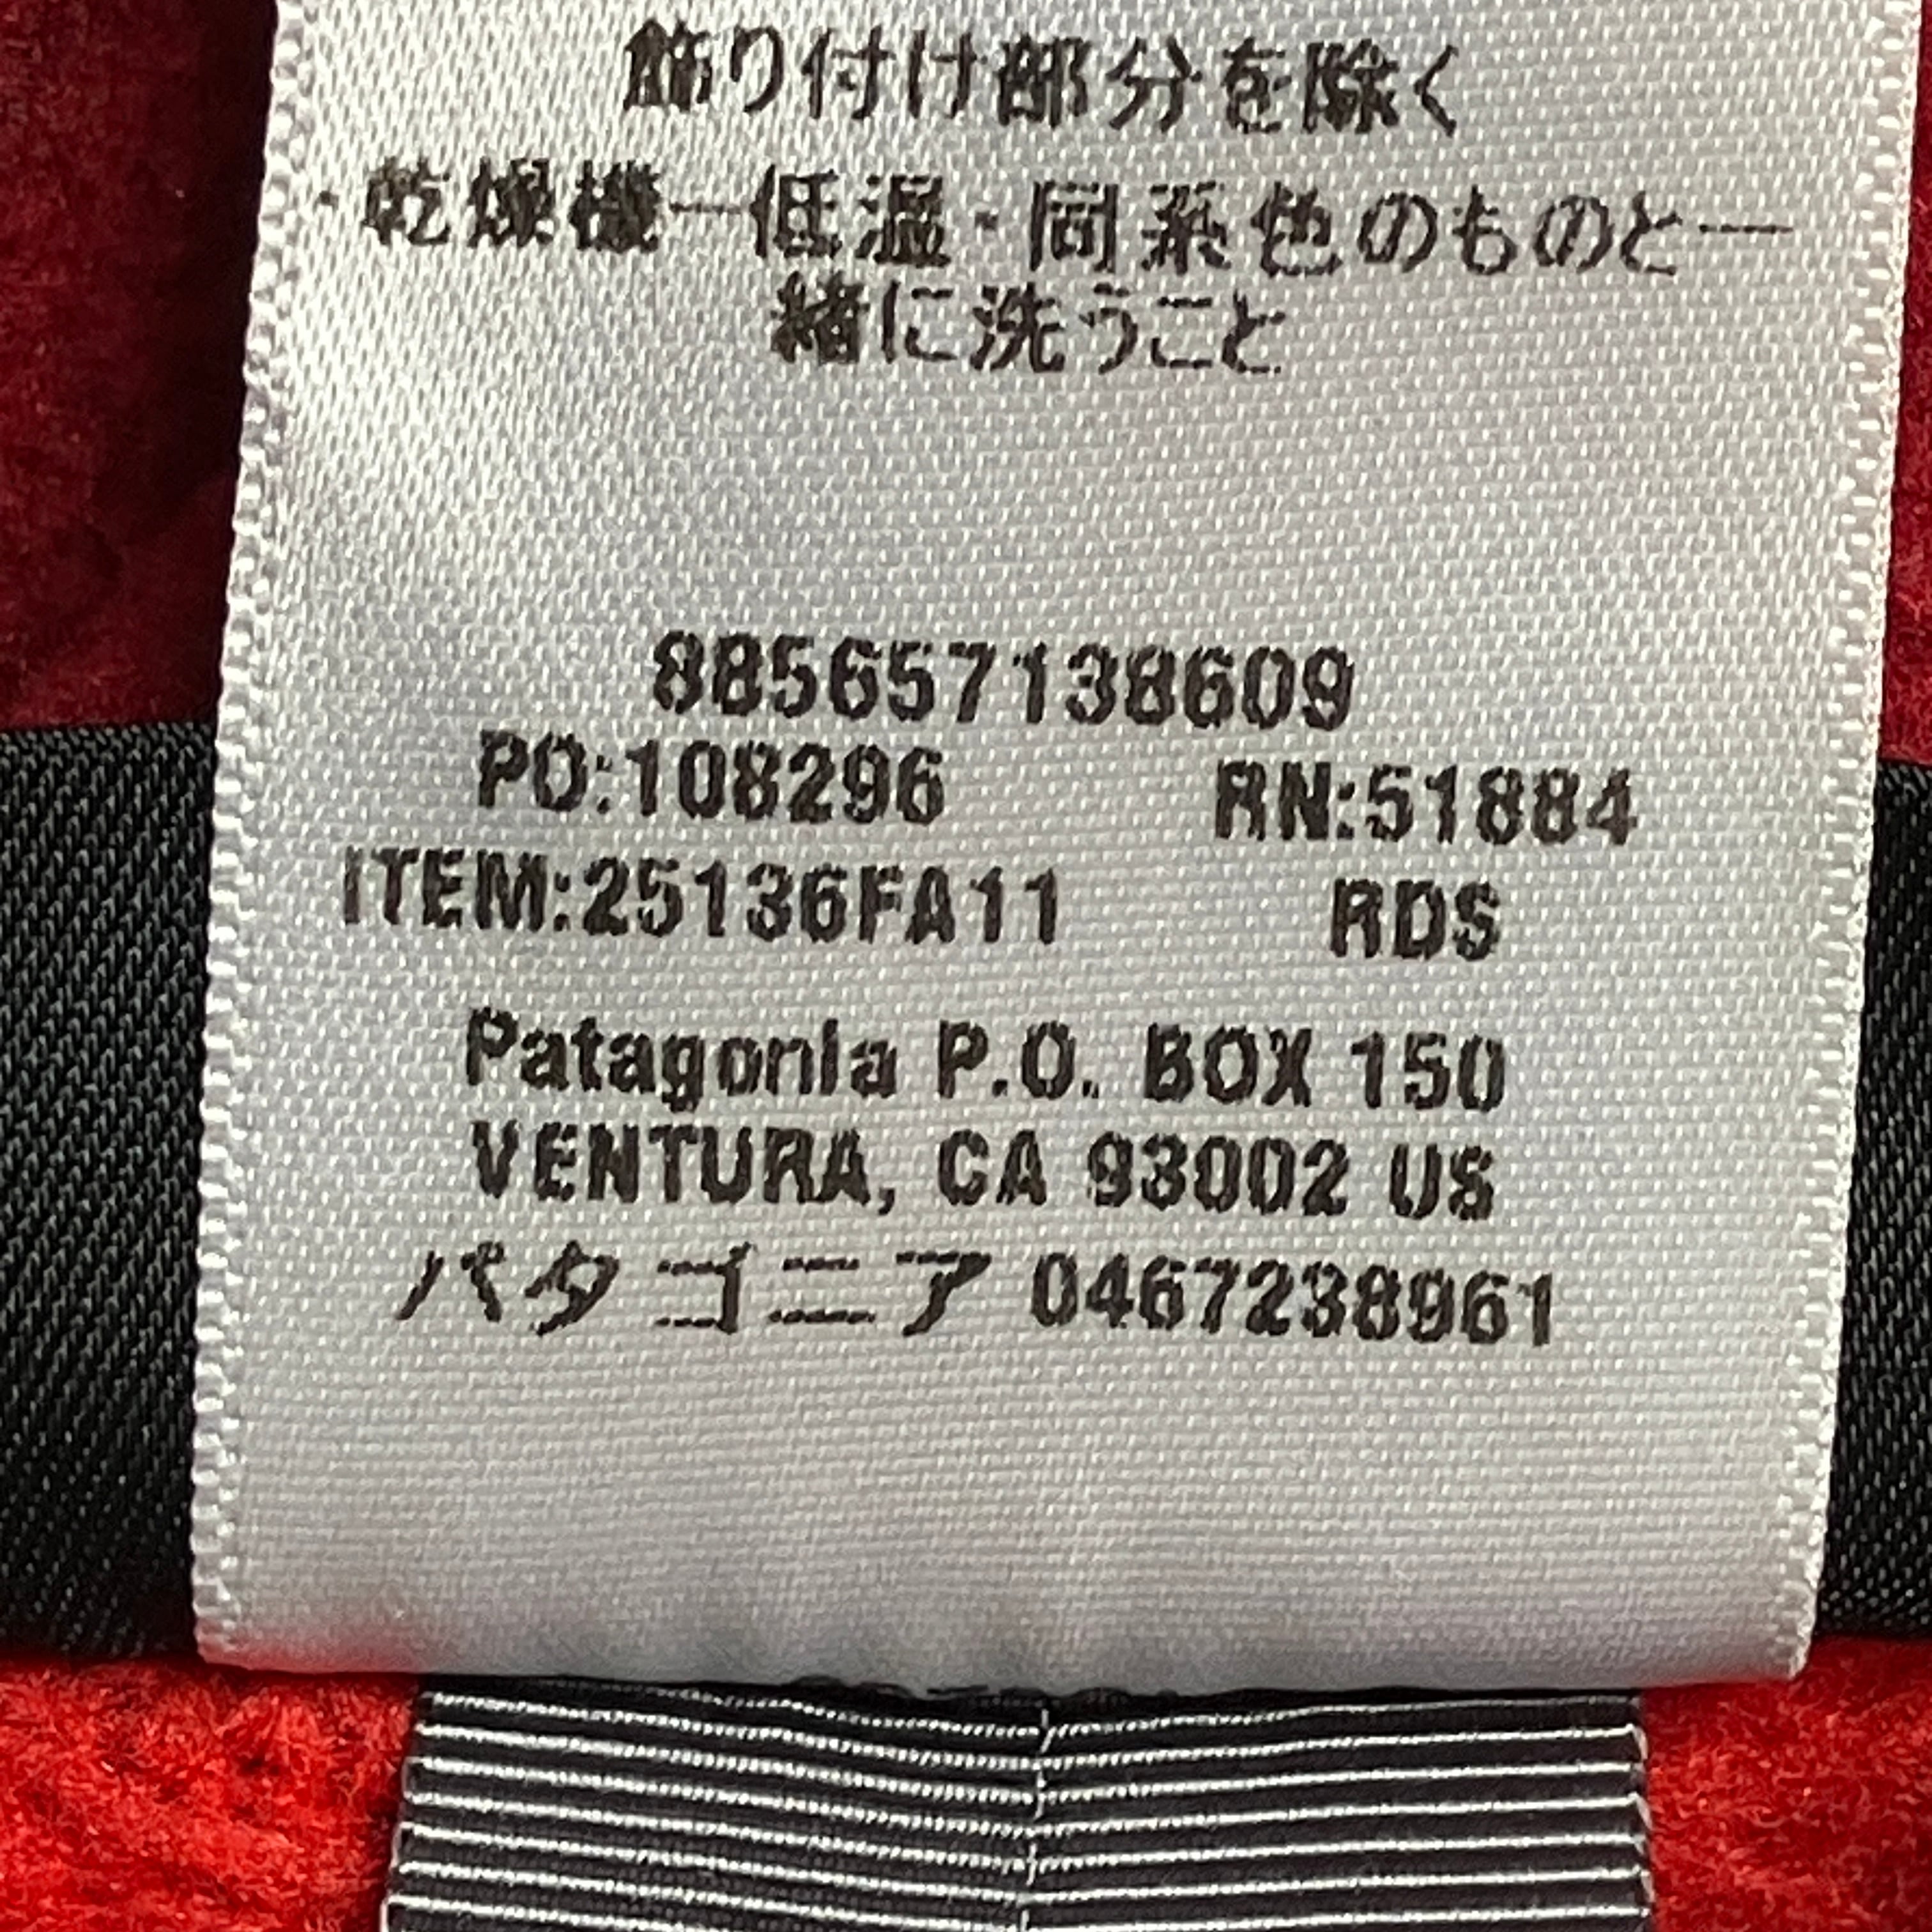 飾り付け部分を除く
・乾燥機ー低温・同系色のものと一
緒に洗うこと
885657138609
PO:108296 RN:51884
ITEM:25136FA11 RDS
Patagonia P.O. BOX 150
VENTURA, CA 93002 US
パタゴニア 0467238961